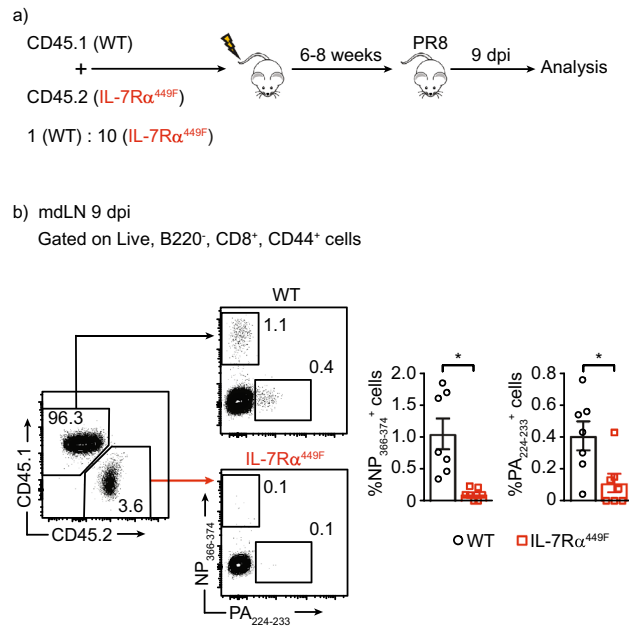 a)
CD45.1 (WT)
+
CD45.2 (IL-7Rα⁴⁴⁹ᶠ)
1 (WT) : 10 (IL-7Rα⁴⁴⁹ᶠ)
6-8 weeks
PR8
9 dpi
Analysis
b) mdLN 9 dpi
Gated on Live, B220⁻, CD8⁺, CD44⁺ cells
WT
1.1
0.4
96.3
3.6
CD45.1
CD45.2
IL-7Rα⁴⁴⁹ᶠ
0.1
0.1
NP₃₆₆₋₃₇₄
PA₂₂₄₋₂₃₃
%NP₃₆₆₋₃₇₄⁺ cells
2.0
1.5
1.0
0.5
0
*
%PA₂₂₄₋₂₃₃⁺ cells
0.8
0.6
0.4
0.2
0
*
WT
IL-7Rα⁴⁴⁹ᶠ